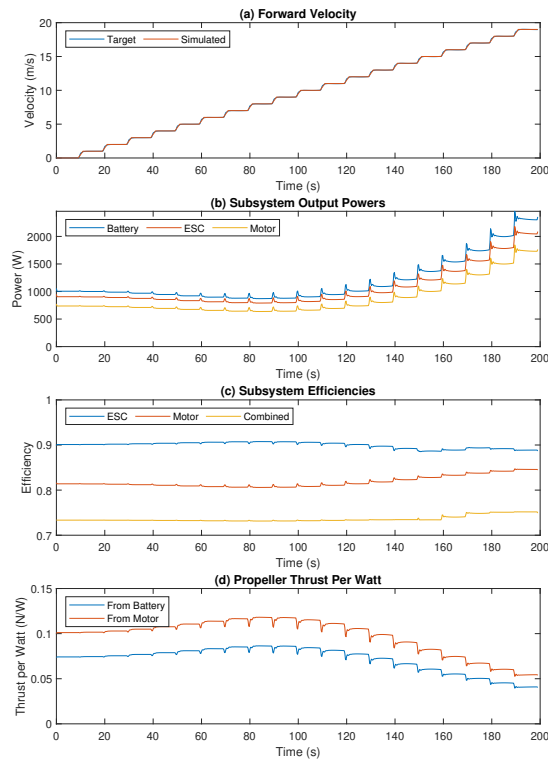 (a) Forward Velocity
Target Simulated
20
15
10
5
0
Velocity (m/s)
0 20 40 60 80 100 120 140 160 180 200
Time (s)
(b) Subsystem Output Powers
Battery ESC Motor
2000
1500
1000
500
0
Power (W)
0 20 40 60 80 100 120 140 160 180 200
Time (s)
(c) Subsystem Efficiencies
ESC Motor Combined
1
0.9
0.8
0.7
Efficiency
0 20 40 60 80 100 120 140 160 180 200
Time (s)
(d) Propeller Thrust Per Watt
From Battery
From Motor
0.15
0.1
0.05
0
Thrust per Watt (N/W)
0 20 40 60 80 100 120 140 160 180 200
Time (s)